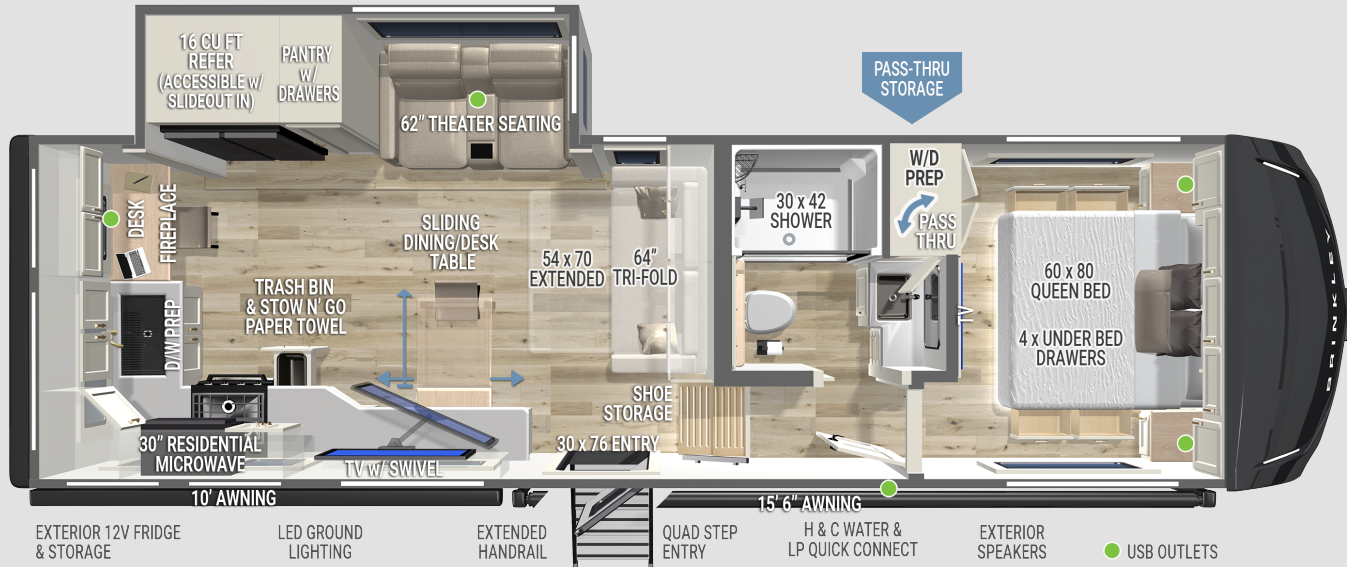 16 CU FT
REFER
(ACCESSIBLE w/
SLIDEOUT IN)
PANTRY
w/
DRAWERS
62” THEATER SEATING
PASS-THRU
STORAGE
DESK
FIREPLACE
SLIDING
DINING/DESK
TABLE
54 x 70
EXTENDED
64”
TRI-FOLD
30 x 42
SHOWER
W/D
PREP
PASS
THRU
60 x 80
QUEEN BED
4 x UNDER BED
DRAWERS
TV
BRINKLEY
TRASH BIN
& STOW N’ GO
PAPER TOWEL
D/W PREP
30” RESIDENTIAL
MICROWAVE
TV w/ SWIVEL
SHOE
STORAGE
30 x 76 ENTRY
10’ AWNING
15’ 6” AWNING
EXTERIOR 12V FRIDGE
& STORAGE
LED GROUND
LIGHTING
EXTENDED
HANDRAIL
QUAD STEP
ENTRY
H & C WATER &
LP QUICK CONNECT
EXTERIOR
SPEAKERS
USB OUTLETS